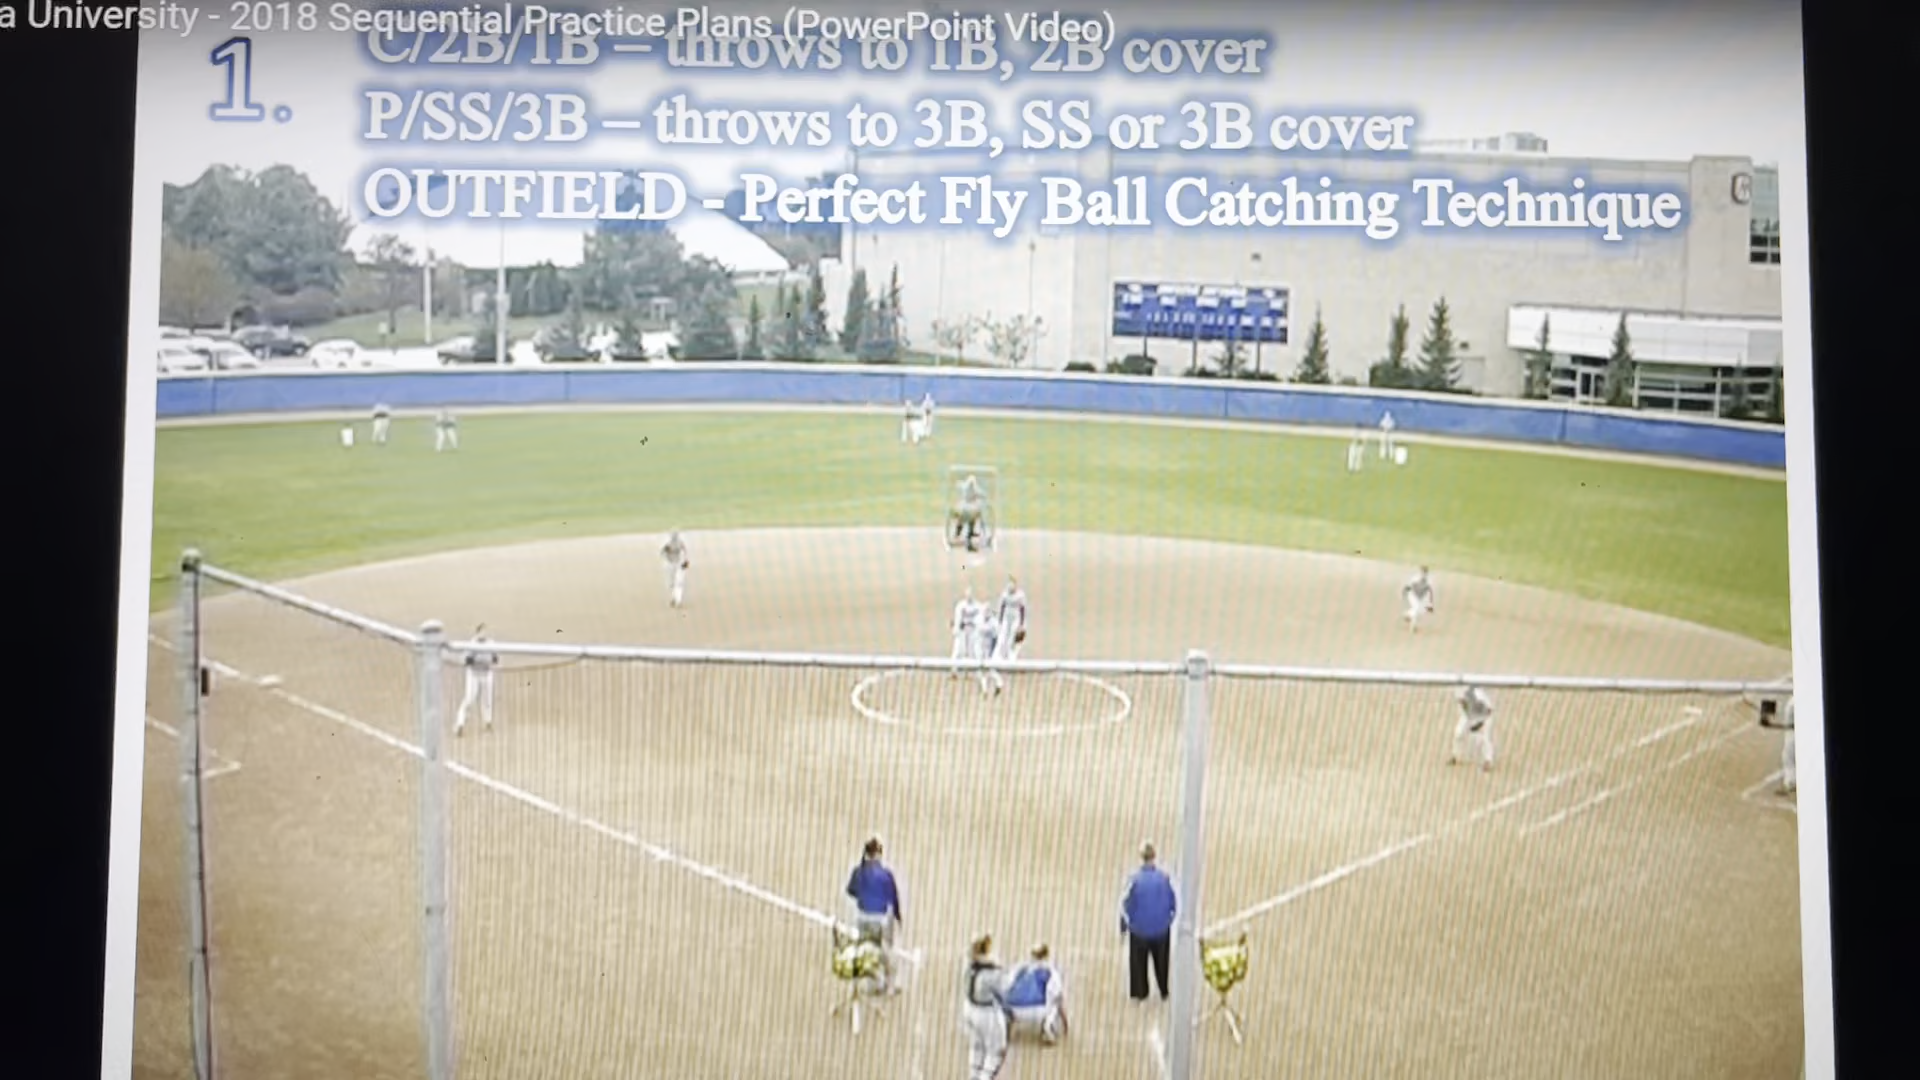 a University - 2018 Sequential Practice Plans (PowerPoint Video)
1.
C/2B/1B – throws to 1B, 2B cover
P/SS/3B – throws to 3B, SS or 3B cover
OUTFIELD - Perfect Fly Ball Catching Technique